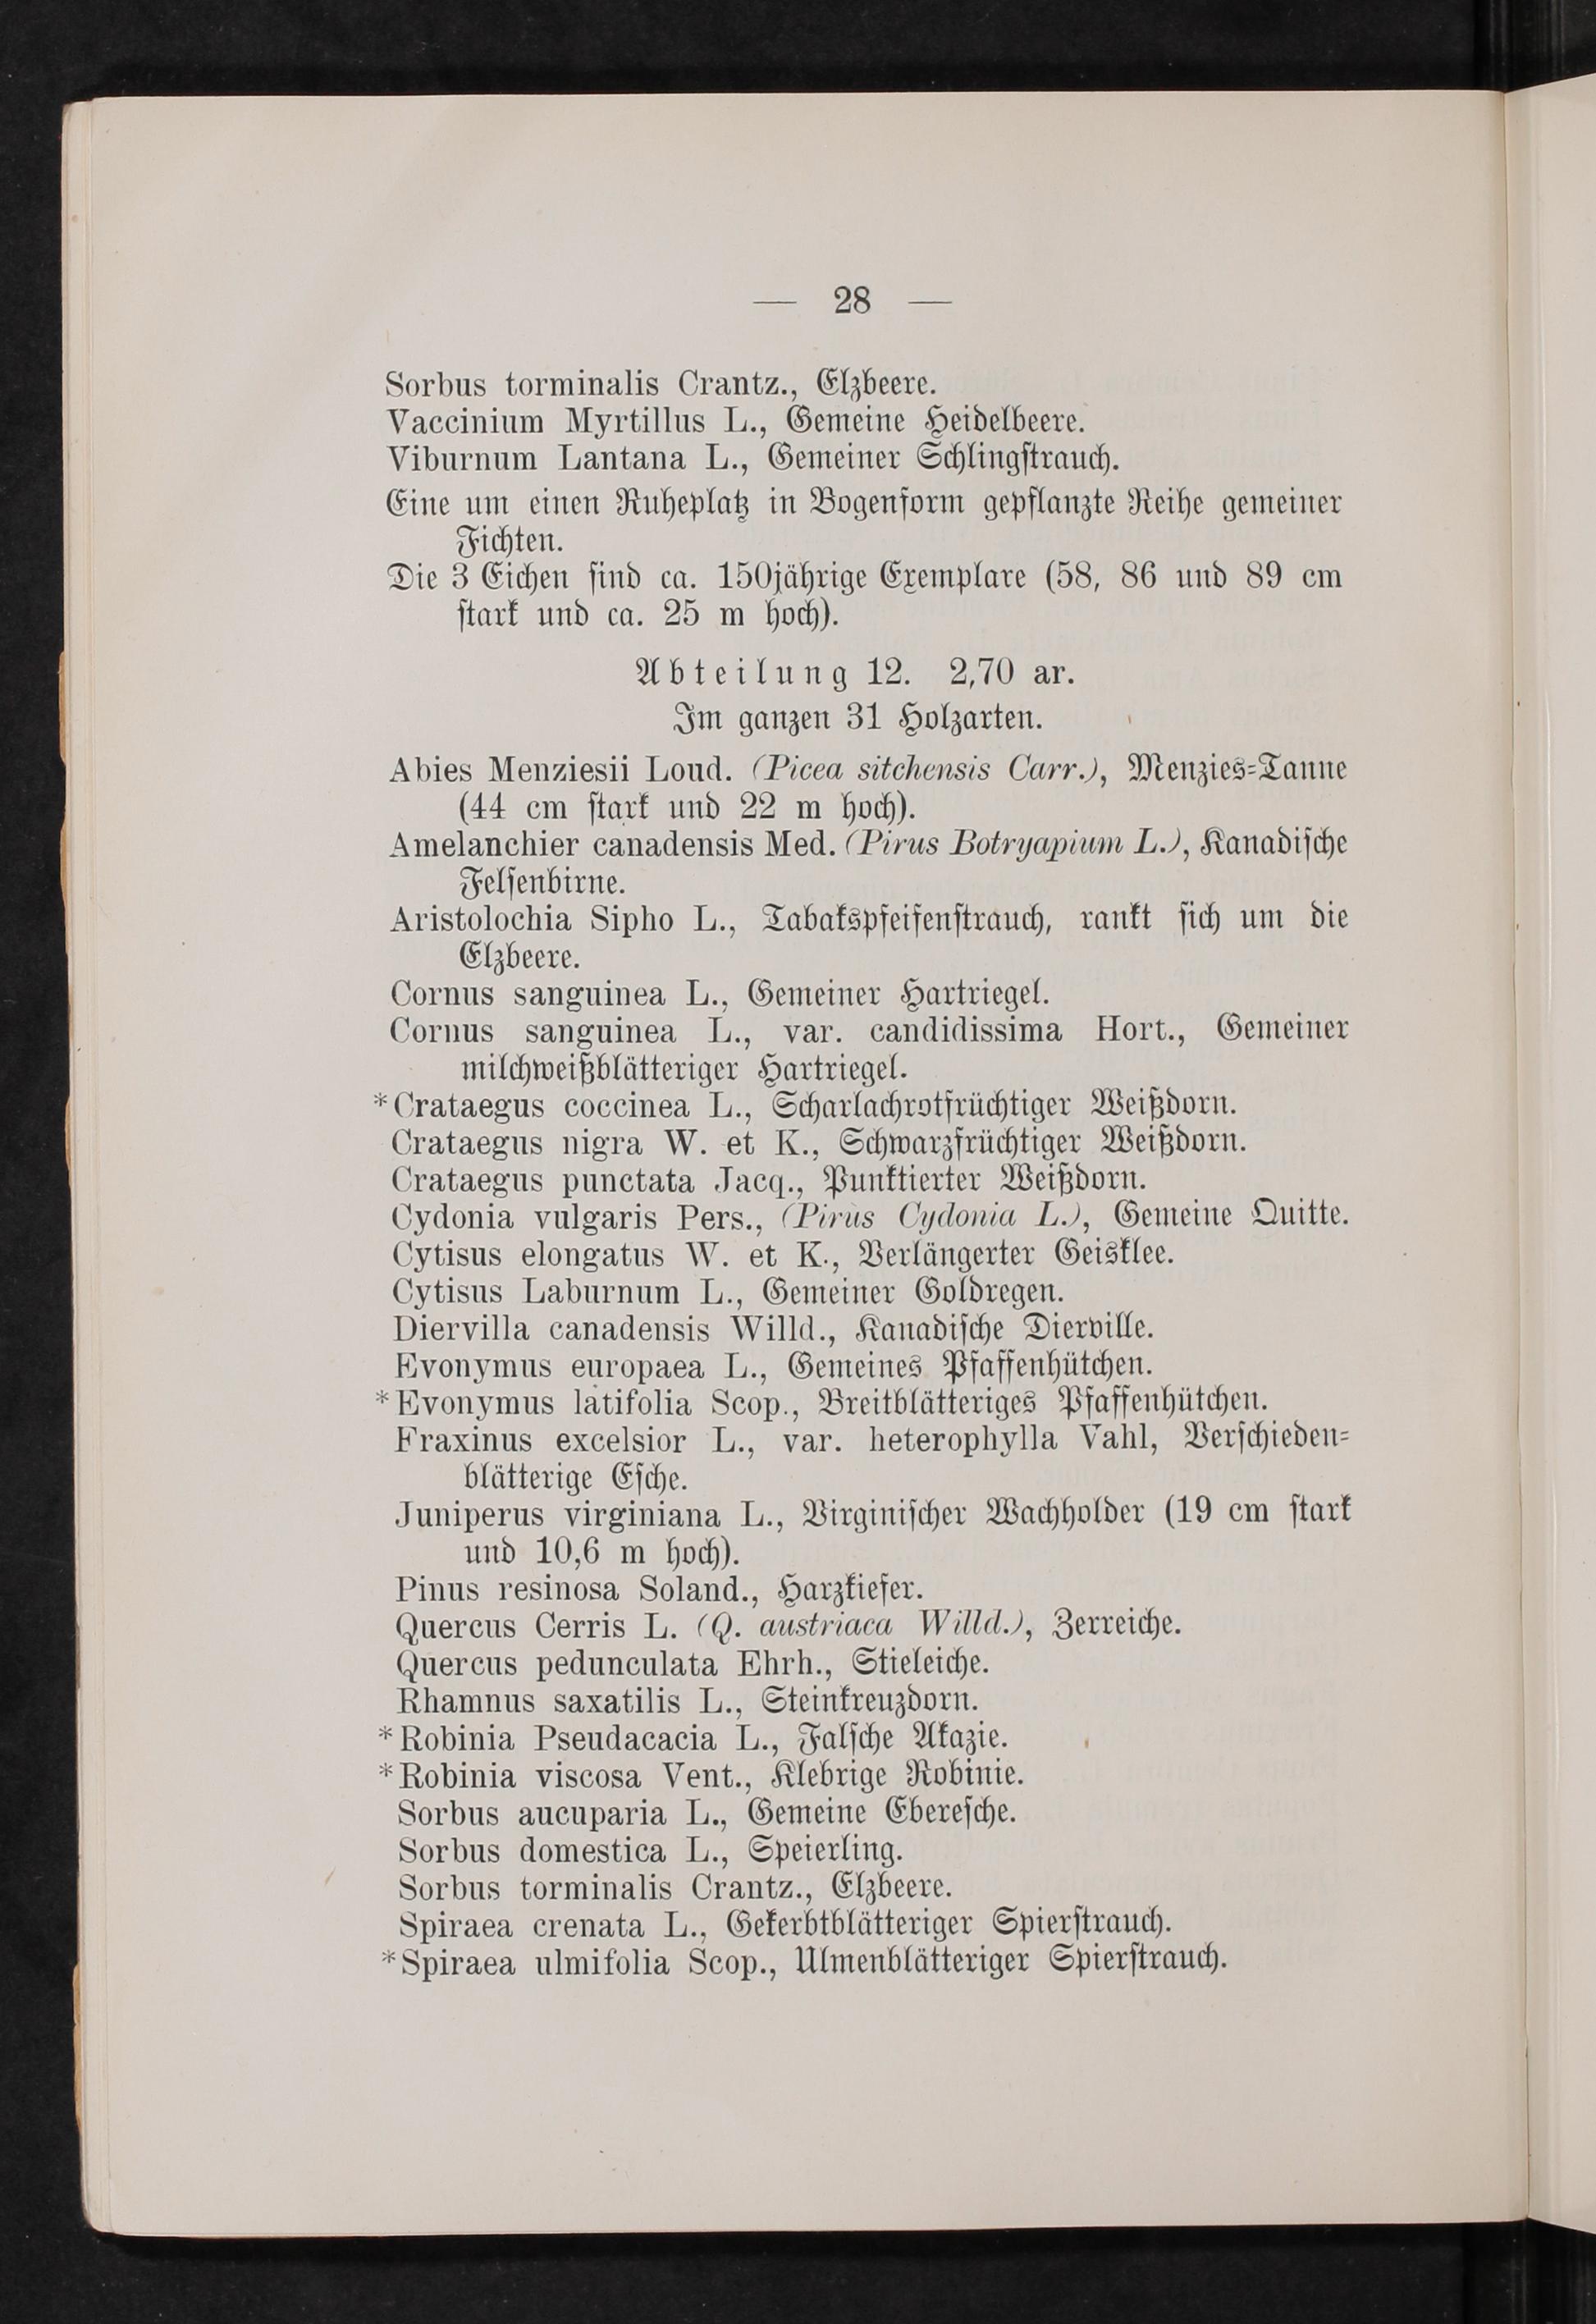 — 28 —
Sorbus torminalis Crantz., Elzbeere.
Vaccinium Myrtillus L., Gemeine Heidelbeere.
Viburnum Lantana L., Gemeiner Schlingſtrauch.
Eine um einen Ruheplatz in Bogenform gepflanzte Reihe gemeiner
Fichten.
Die 3 Eichen ſind ca. 150jährige Exemplare (58, 86 und 89 cm
ſtark und ca. 25 m hoch).
Abteilung 12. 2,70 ar.
Im ganzen 31 Holzarten.
Abies Menziesii Loud. (Picea sitchensis Carr.), Menzies-Tanne
(44 cm ſtark und 22 m hoch).
Amelanchier canadensis Med. (Pirus Botryapium L.), Kanadiſche
Felſenbirne.
Aristolochia Sipho L., Tabakspfeifenſtrauch, rankt ſich um die
Elzbeere.
Cornus sanguinea L., Gemeiner Hartriegel.
Cornus sanguinea L., var. candidissima Hort., Gemeiner
milchweißblätteriger Hartriegel.
*Crataegus coccinea L., Scharlachrotfrüchtiger Weißdorn.
Crataegus nigra W. et K., Schwarzfrüchtiger Weißdorn.
Crataegus punctata Jacq., Punktierter Weißdorn.
Cydonia vulgaris Pers., (Pirus Cydonia L.), Gemeine Quitte.
Cytisus elongatus W. et K., Verlängerter Geisklee.
Cytisus Laburnum L., Gemeiner Goldregen.
Diervilla canadensis Willd., Kanadiſche Dierville.
Evonymus europaea L., Gemeines Pfaffenhütchen.
*Evonymus latifolia Scop., Breitblätteriges Pfaffenhütchen.
Fraxinus excelsior L., var. heterophylla Vahl, Verſchieden-
blätterige Eſche.
Juniperus virginiana L., Virginiſcher Wachholder (19 cm ſtark
und 10,6 m hoch).
Pinus resinosa Soland., Harzkiefer.
Quercus Cerris L. (Q. austriaca Willd.), Zerreiche.
Quercus pedunculata Ehrh., Stieleiche.
Rhamnus saxatilis L., Steinkreuzdorn.
*Robinia Pseudacacia L., Falſche Akazie.
*Robinia viscosa Vent., Klebrige Robinie.
Sorbus aucuparia L., Gemeine Ebereſche.
Sorbus domestica L., Speierling.
Sorbus torminalis Crantz., Elzbeere.
Spiraea crenata L., Gekerbtblätteriger Spierſtrauch.
*Spiraea ulmifolia Scop., Ulmenblätteriger Spierſtrauch.